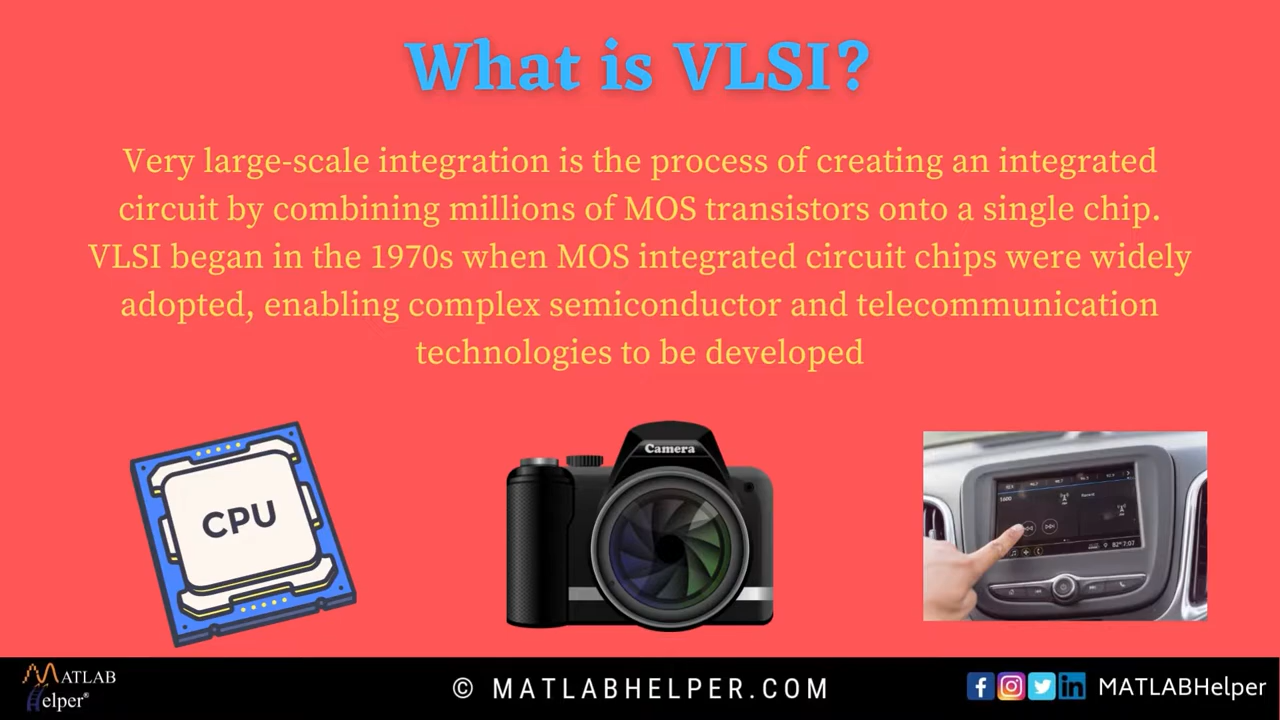 What is VLSI?
Very large-scale integration is the process of creating an integrated
circuit by combining millions of MOS transistors onto a single chip.
VLSI began in the 1970s when MOS integrated circuit chips were widely
adopted, enabling complex semiconductor and telecommunication
technologies to be developed
CPU
Camera
MATLAB
Helper®
© MATLABHELPER.COM
MATLABHelper